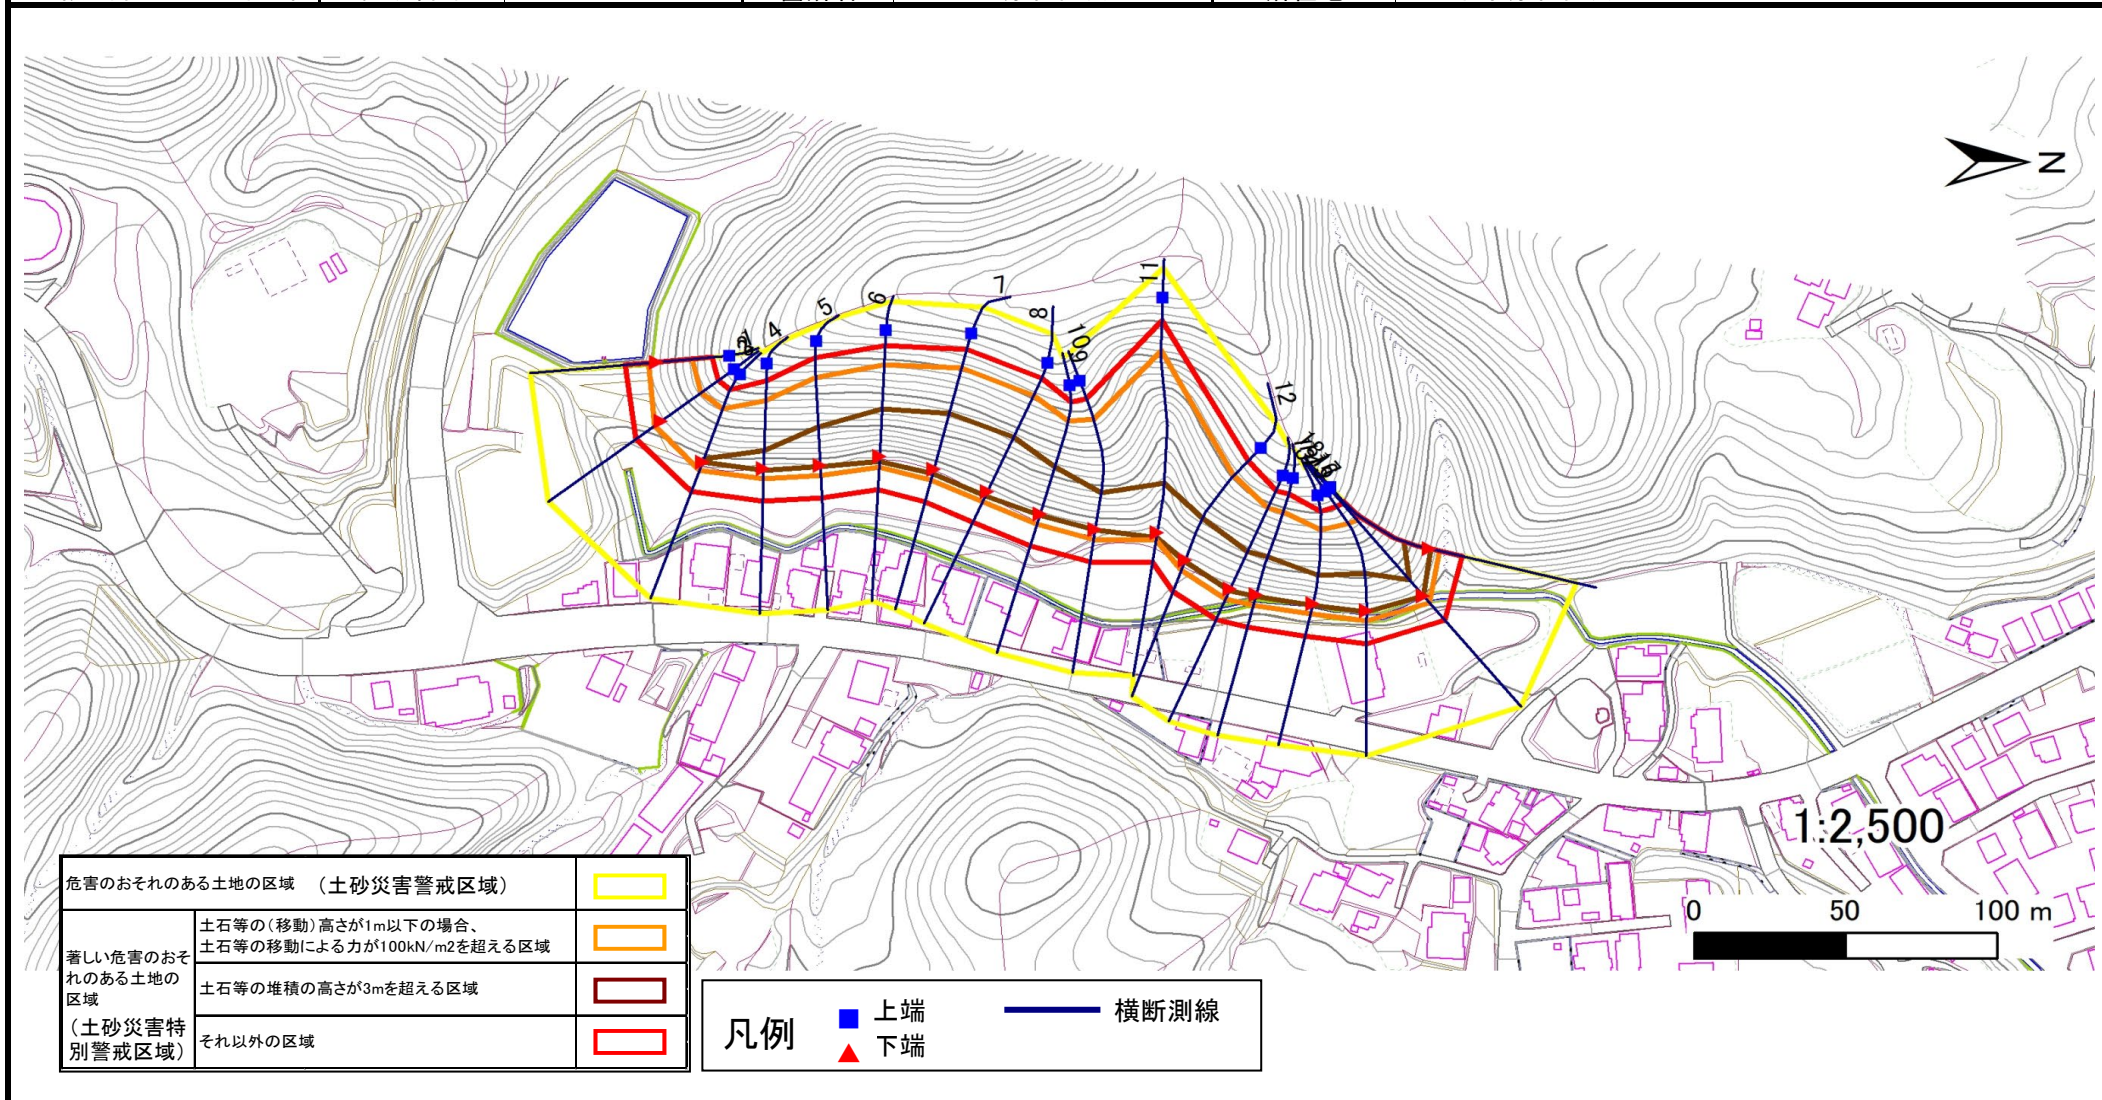 N
11
7
6
5
8
4
10
9
12
1:2,500
0 50 100 m
危害のおそれのある土地の区域 （土砂災害警戒区域）
著しい危害のおそ
れのある土地の
区域
（土砂災害特
別警戒区域）
土石等の（移動）高さが1m以下の場合、
土石等の移動による力が100kN/m2を超える区域
土石等の堆積の高さが3mを超える区域
それ以外の区域
凡例
上端
横断測線
下端